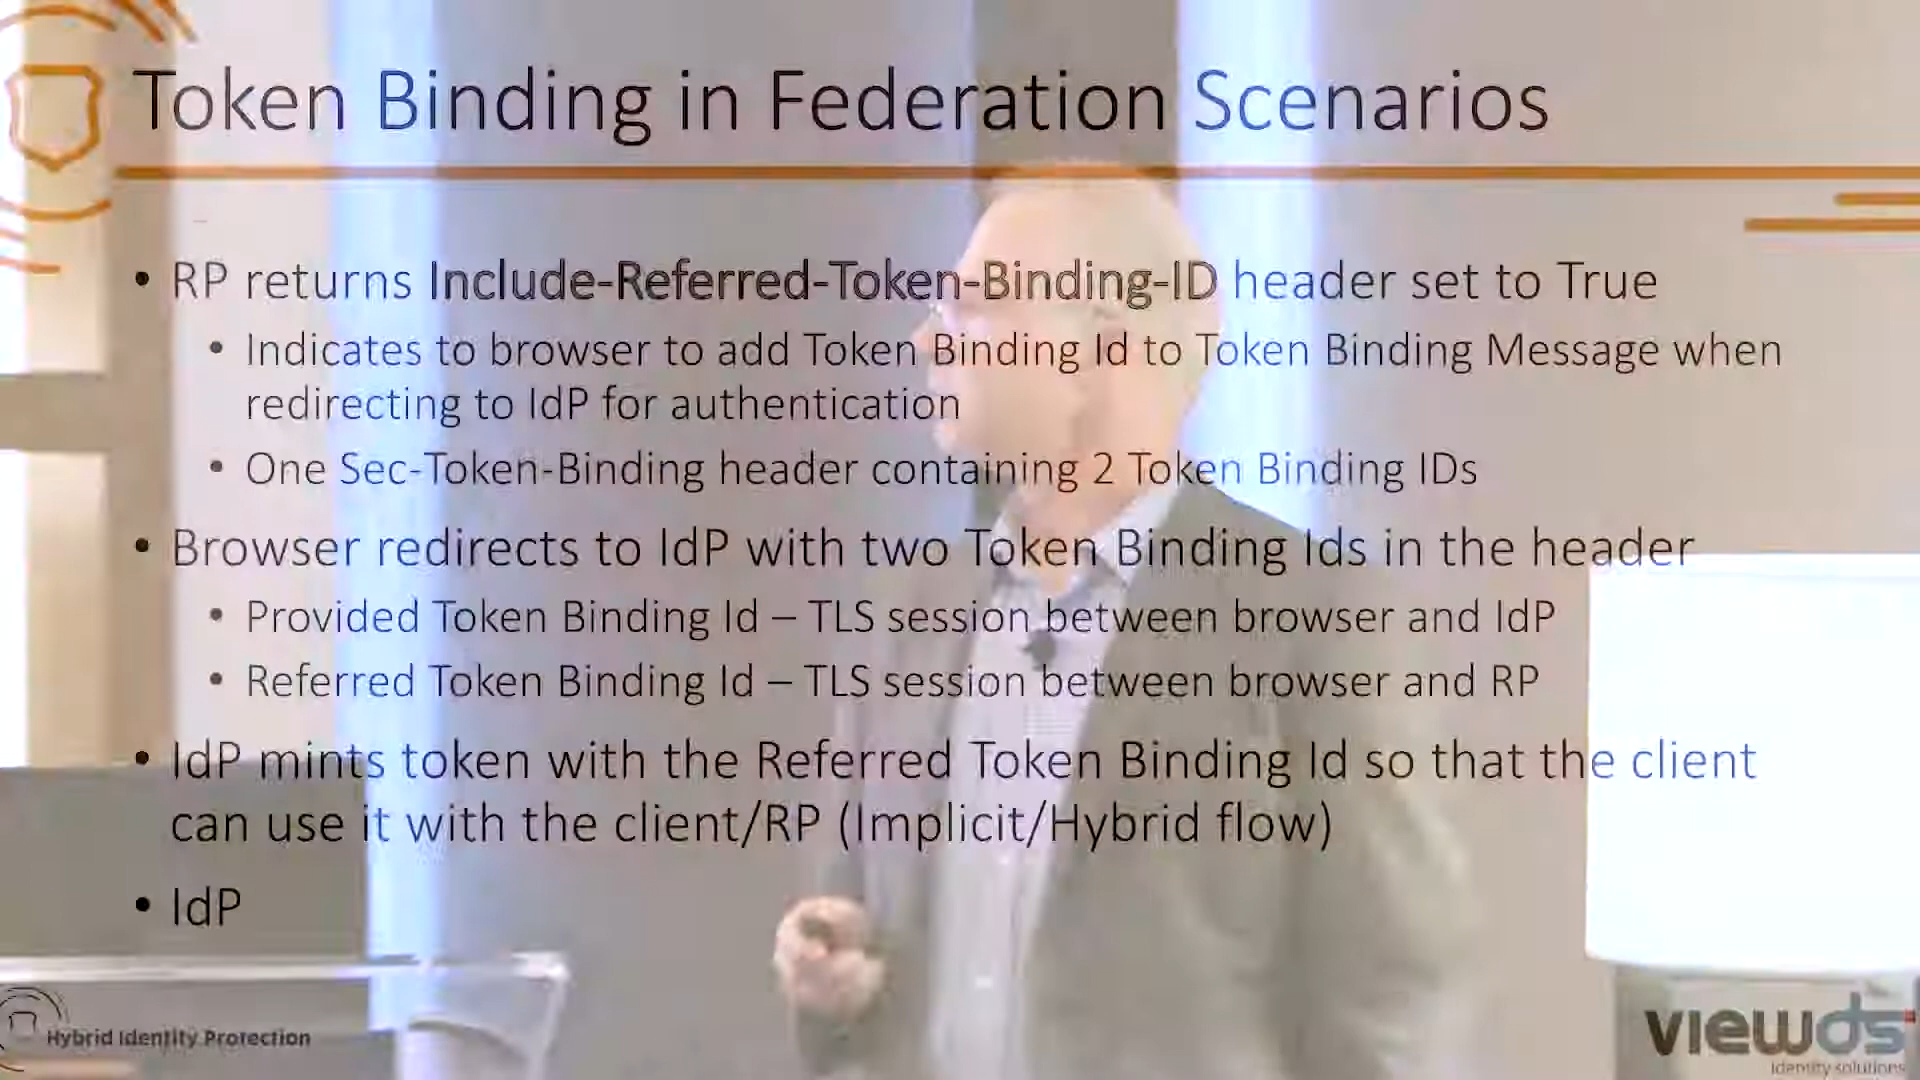 Token Binding in Federation Scenarios
• RP returns Include-Referred-Token-Binding-ID header set to True
• Indicates to browser to add Token Binding Id to Token Binding Message when
redirecting to IdP for authentication
• One Sec-Token-Binding header containing 2 Token Binding IDs
• Browser redirects to IdP with two Token Binding Ids in the header
• Provided Token Binding Id – TLS session between browser and IdP
• Referred Token Binding Id – TLS session between browser and RP
• IdP mints token with the Referred Token Binding Id so that the client
can use it with the client/RP (Implicit/Hybrid flow)
• IdP
Hybrid Identity Protection
viewds
identity solutions